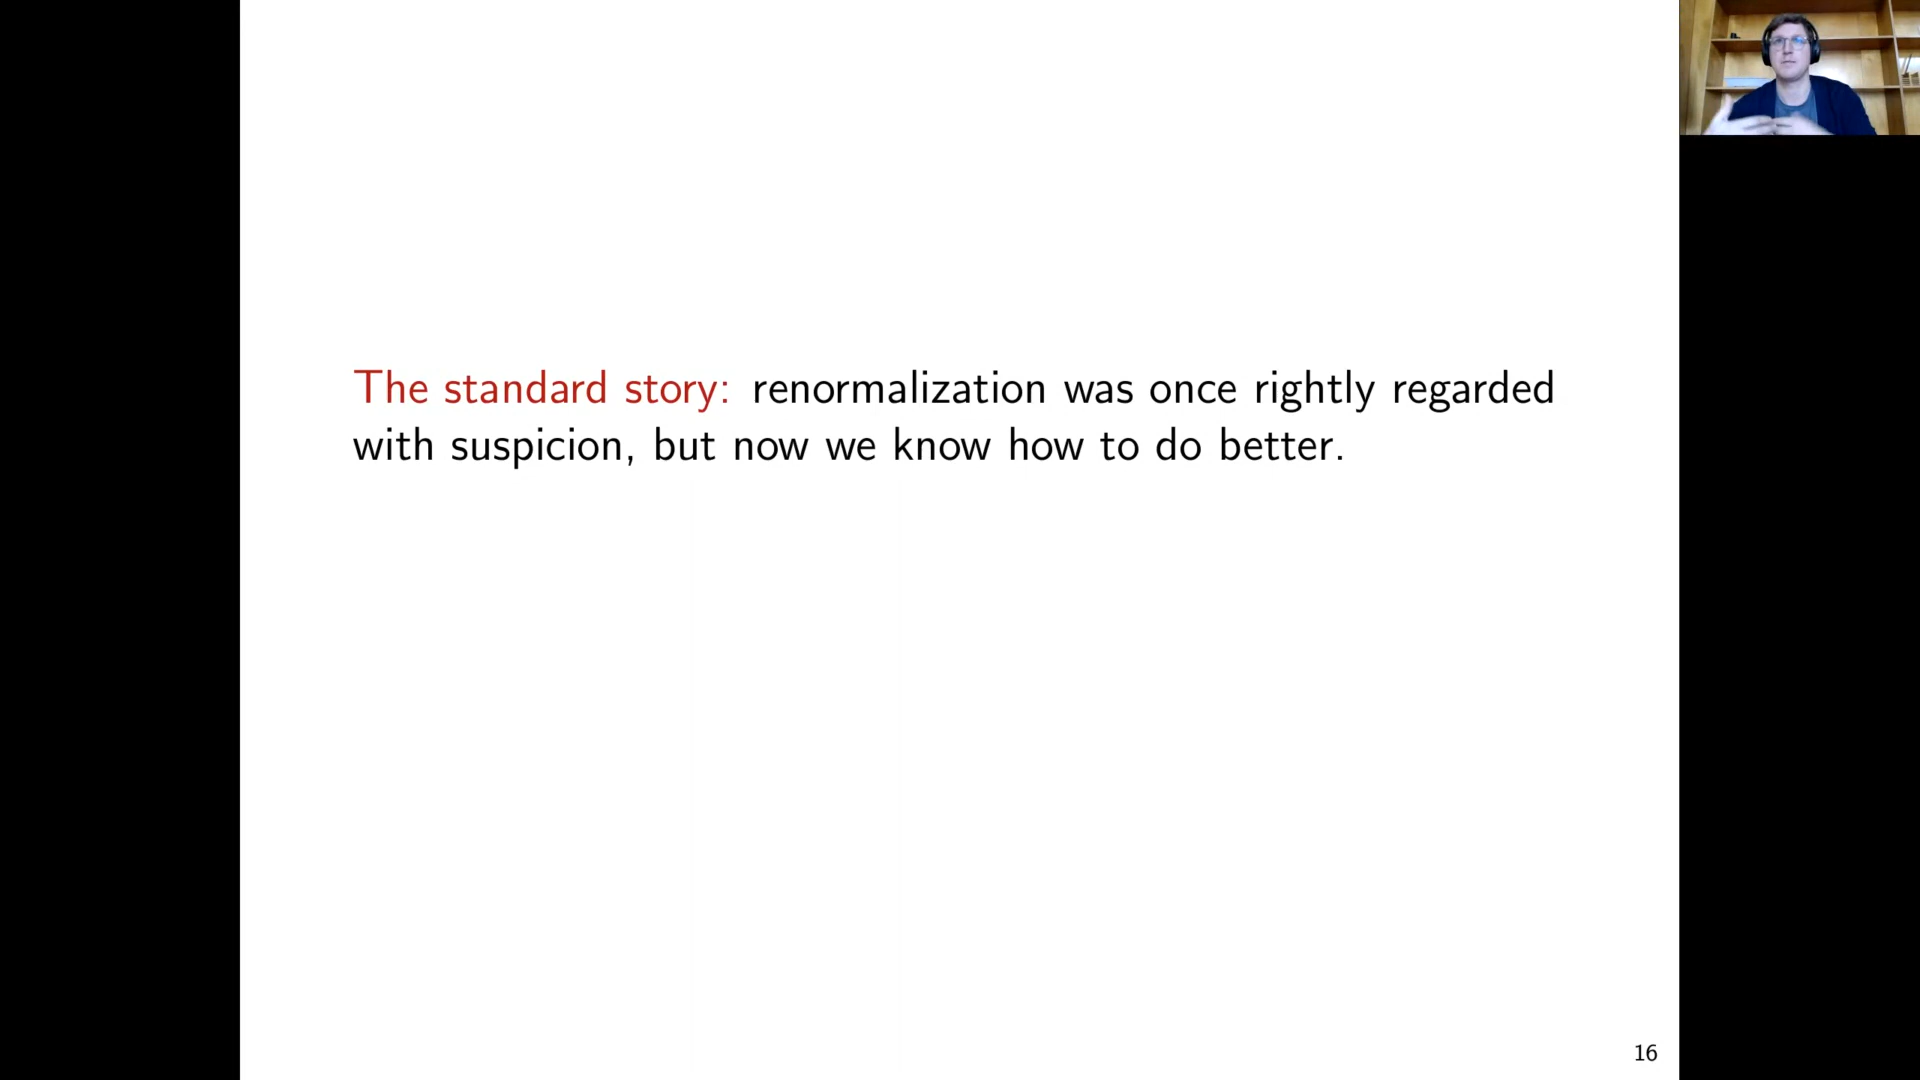 The standard story: renormalization was once rightly regarded
with suspicion, but now we know how to do better.
16